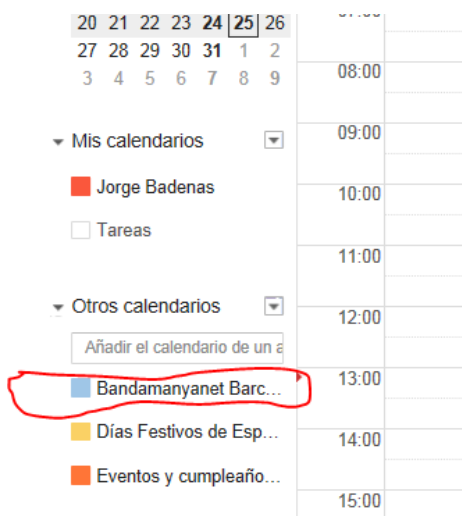 20 21 22 23 24 25 26
27 28 29 30 31 1 2
3 4 5 6 7 8 9
08:00
Mis calendarios
09:00
Jorge Badenas
10:00
Tareas
11:00
Otros calendarios
12:00
Añadir el calendario de un a
Bandamanyanet Barc...
13:00
Días Festivos de Esp...
14:00
Eventos y cumpleaño...
15:00